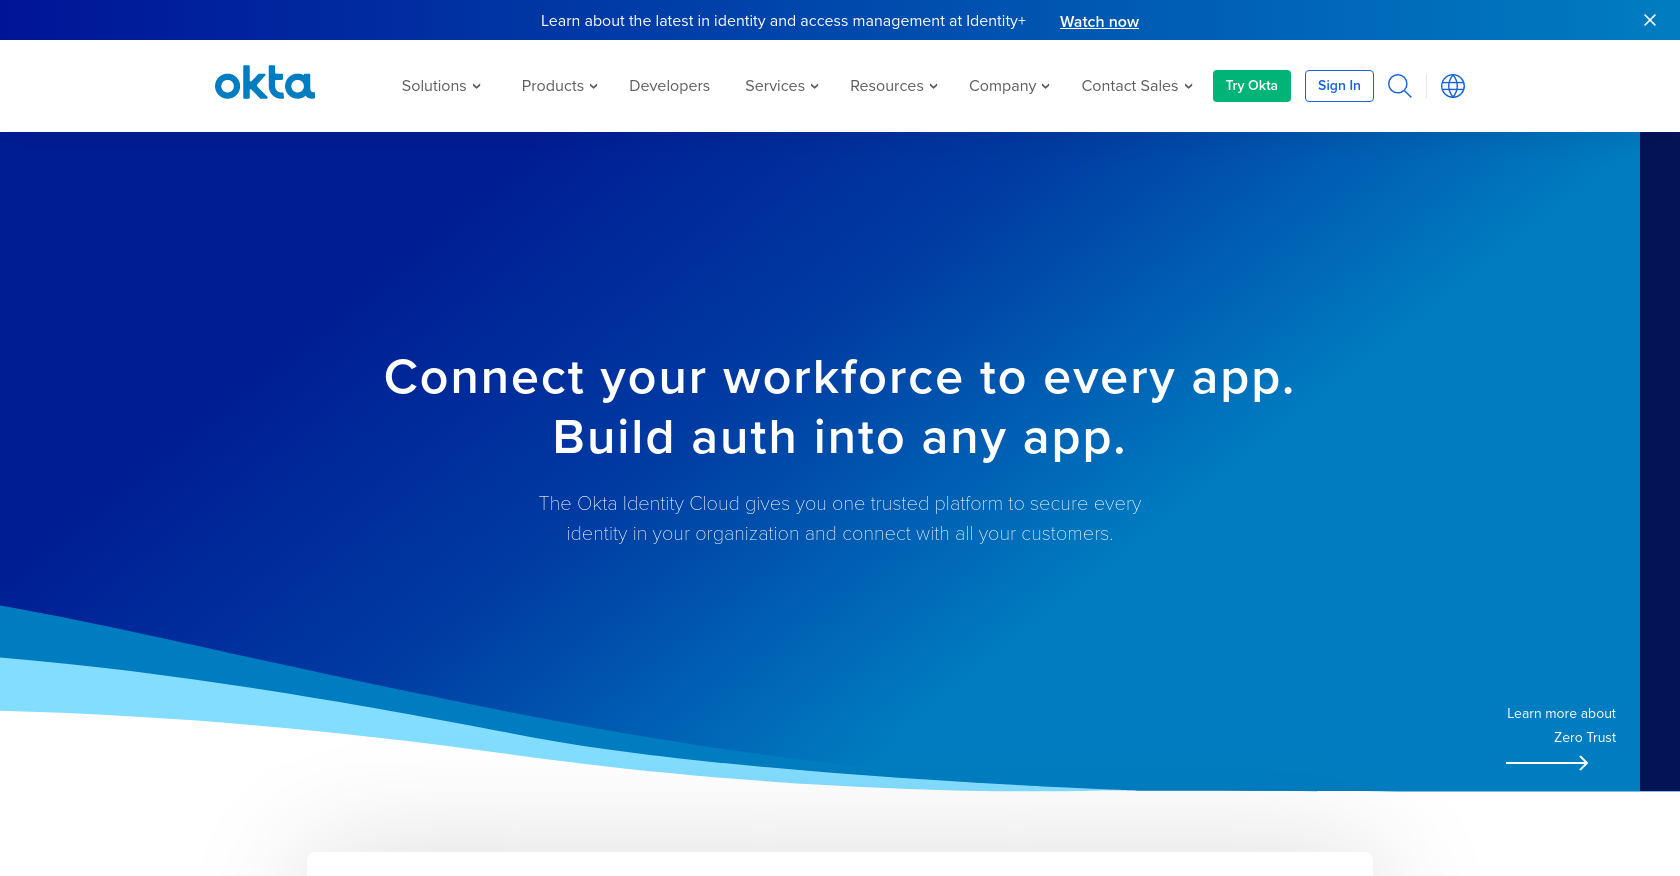 Learn about the latest in identity and access management at Identity+ Watch now
okta Solutions Products Developers Services Resources Company Contact Sales Try Okta Sign In
Connect your workforce to every app.
Build auth into any app.
The Okta Identity Cloud gives you one trusted platform to secure every
identity in your organization and connect with all your customers.
Learn more about
Zero Trust